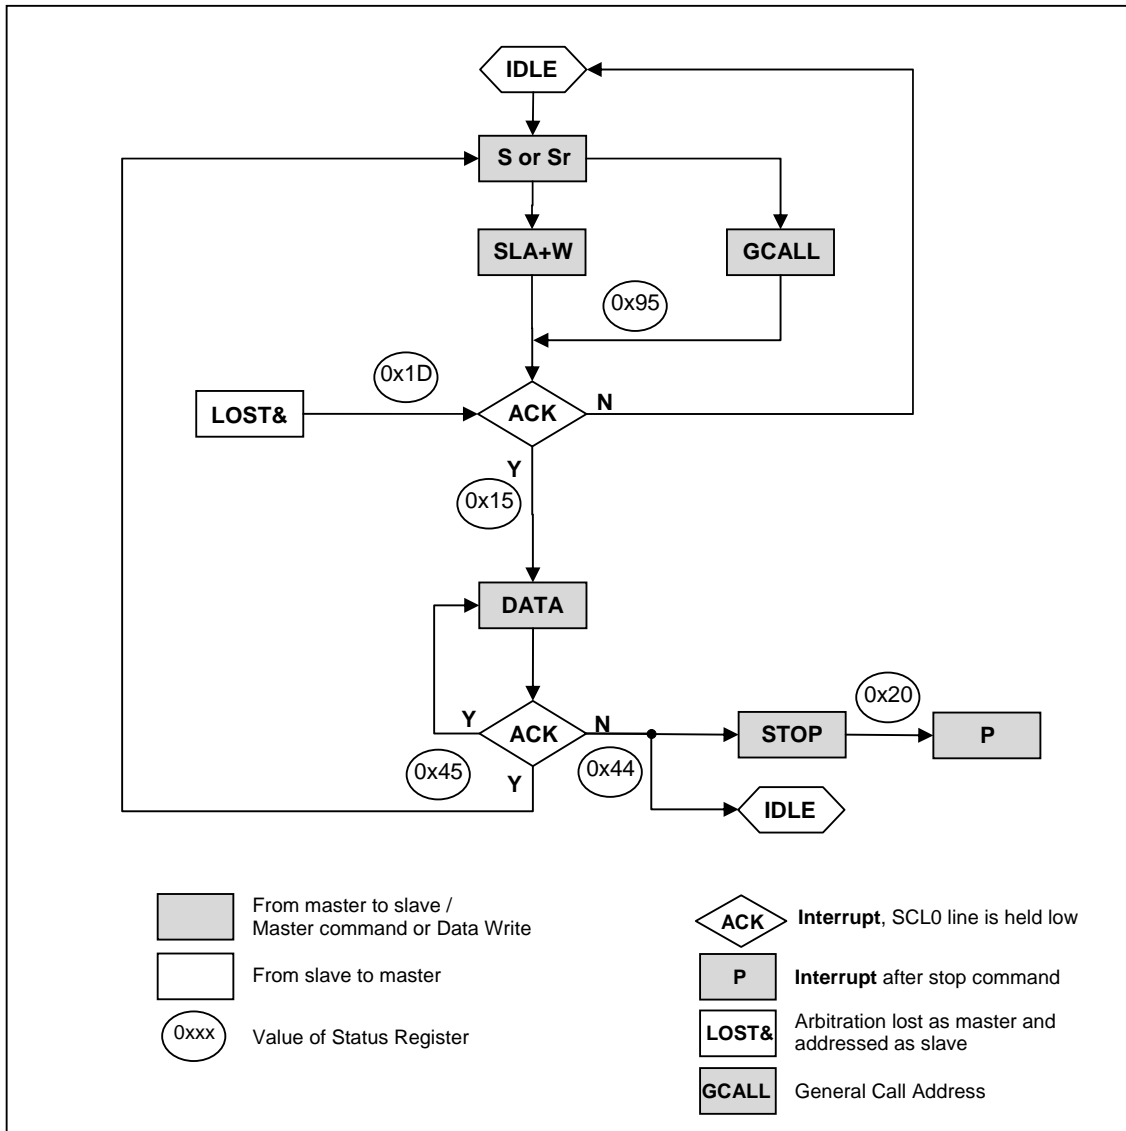 IDLE
S or Sr
SLA+W
GCALL
0x95
0x1D
LOST&
ACK
N
Y
0x15
DATA
Y
ACK
N
0x20
STOP
P
0x45
Y
0x44
IDLE
From master to slave /
Master command or Data Write
From slave to master
0xxx
Value of Status Register
ACK
Interrupt, SCL0 line is held low
P
Interrupt after stop command
LOST&
Arbitration lost as master and
addressed as slave
GCALL
General Call Address